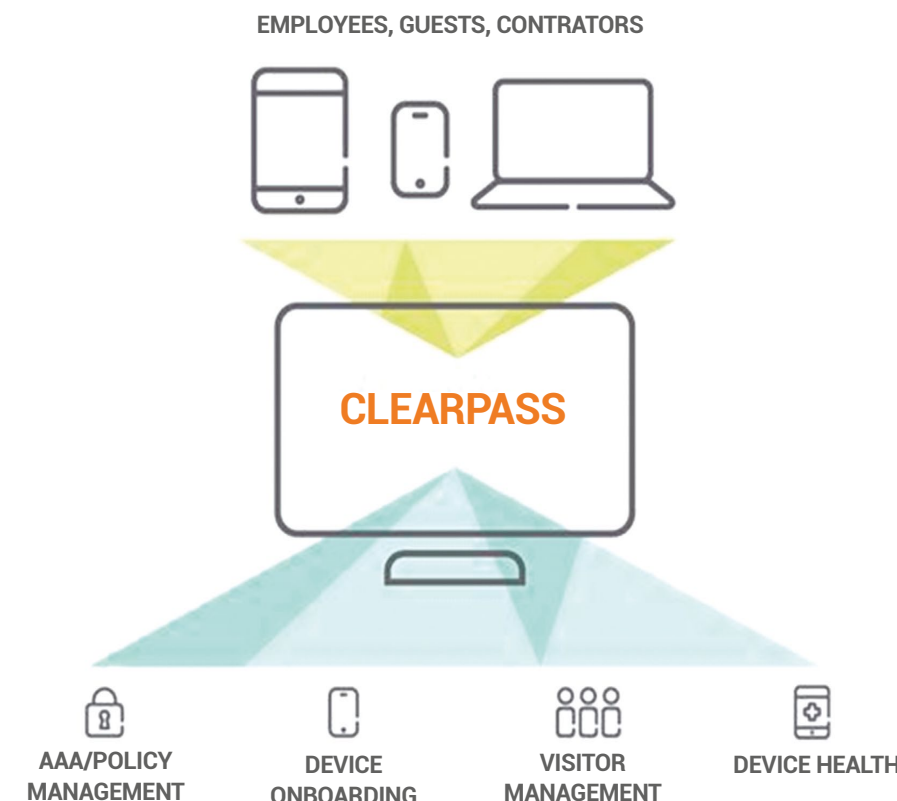 EMPLOYEES, GUESTS, CONTRATORS
CLEARPASS
AAA/POLICY
MANAGEMENT
DEVICE
ONBOARDING
VISITOR
MANAGEMENT
DEVICE HEALTH